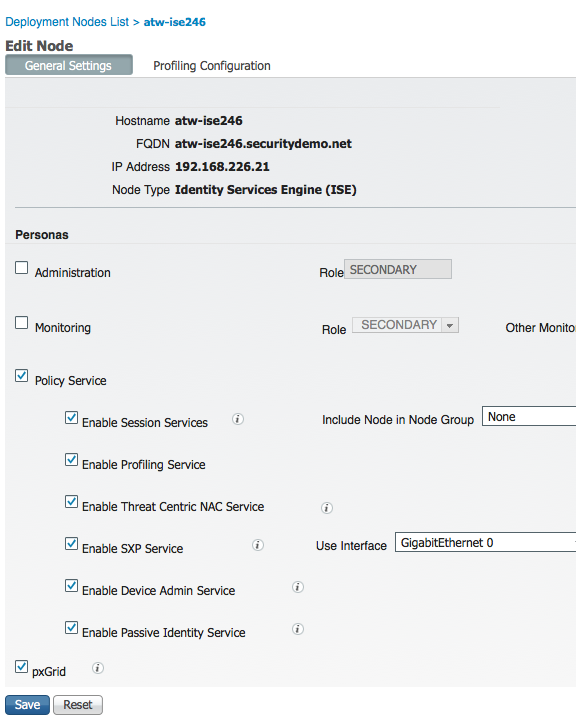 Deployment Nodes List > atw-ise246
Edit Node
General Settings Profiling Configuration
Hostname atw-ise246
FQDN atw-ise246.securitydemo.net
IP Address 192.168.226.21
Node Type Identity Services Engine (ISE)
Personas
Administration Role SECONDARY
Monitoring Role SECONDARY Other Monito
Policy Service
Enable Session Services i Include Node in Node Group None
Enable Profiling Service
Enable Threat Centric NAC Service i
Enable SXP Service i Use Interface GigabitEthernet 0
Enable Device Admin Service i
Enable Passive Identity Service i
pxGrid i
Save Reset